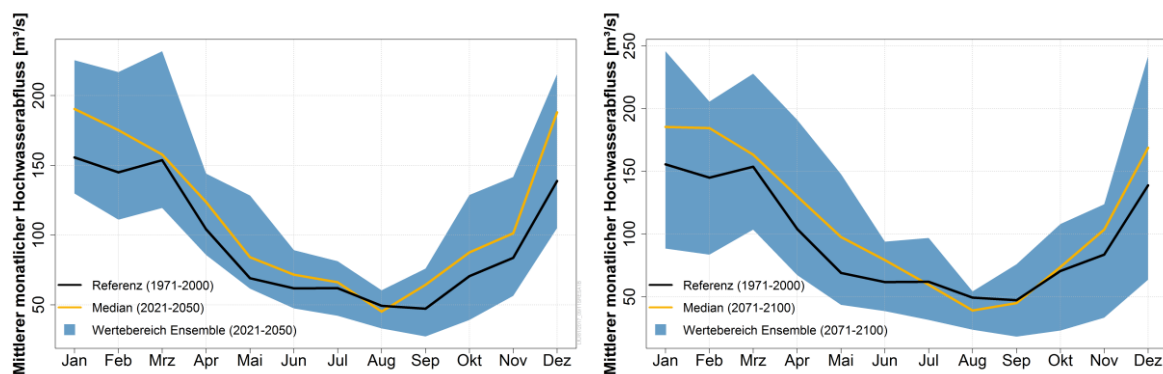 Mittlerer monaticher Hochwasserabfluss [m³/s]
200
150
100
50
Referenz (1971-2000)
Median (2021-2050)
Wertebereich Ensemble (2021-2050)
Jan Feb Mrz Apr Mai Jun Jul Aug Sep Okt Nov Dez
Mittlerer monaticher Hochwasserabfluss [m³/s]
250
200
150
100
50
Referenz (1971-2000)
Median (2071-2100)
Wertebereich Ensemble (2071-2100)
Jan Feb Mrz Apr Mai Jun Jul Aug Sep Okt Nov Dez